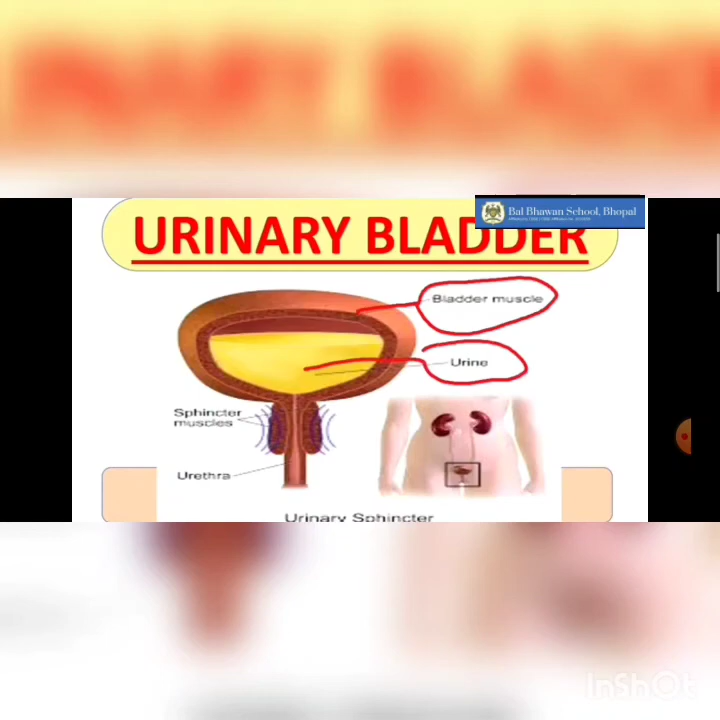 Bal Bhawan School, Bhopal
URINARY BLADDER
Bladder muscle
Urine
Sphincter
muscles
Urethra
Urinary Sphincter
InShOt